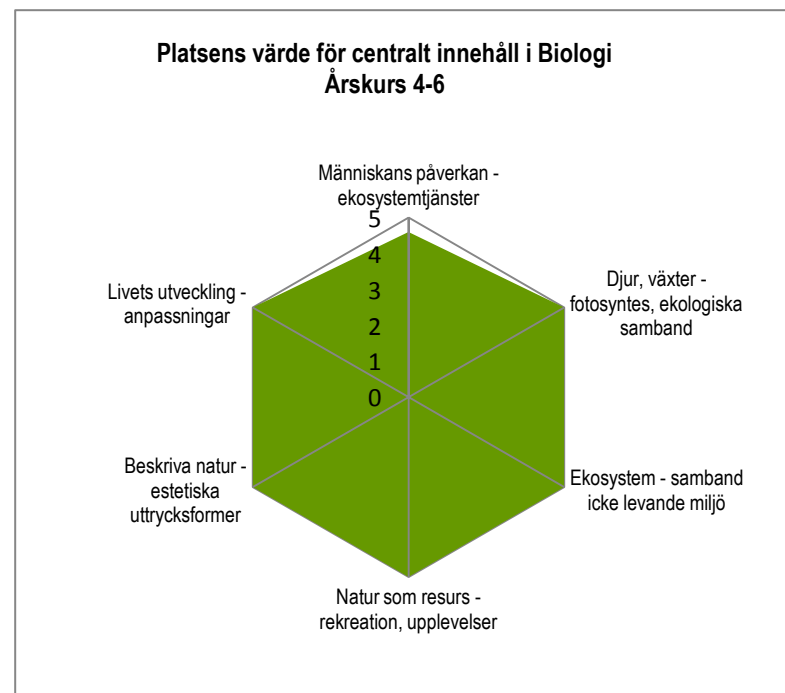 Platsens värde för centralt innehåll i Biologi
Årskurs 4-6
Människans påverkan -
ekosystemtjänster
5
4
3
2
1
0
Djur, växter -
fotosyntes, ekologiska
samband
Ekosystem - samband
icke levande miljö
Natur som resurs -
rekreation, upplevelser
Beskriva natur -
estetiska
uttrycksformer
Livets utveckling -
anpassningar